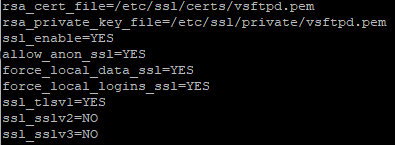 rsa_cert_file=/etc/ssl/certs/vsftpd.pem
rsa_private_key_file=/etc/ssl/private/vsftpd.pem
ssl_enable=YES
allow_anon_ssl=YES
force_local_data_ssl=YES
force_local_logins_ssl=YES
ssl_tlsv1=YES
ssl_sslv2=NO
ssl_sslv3=NO